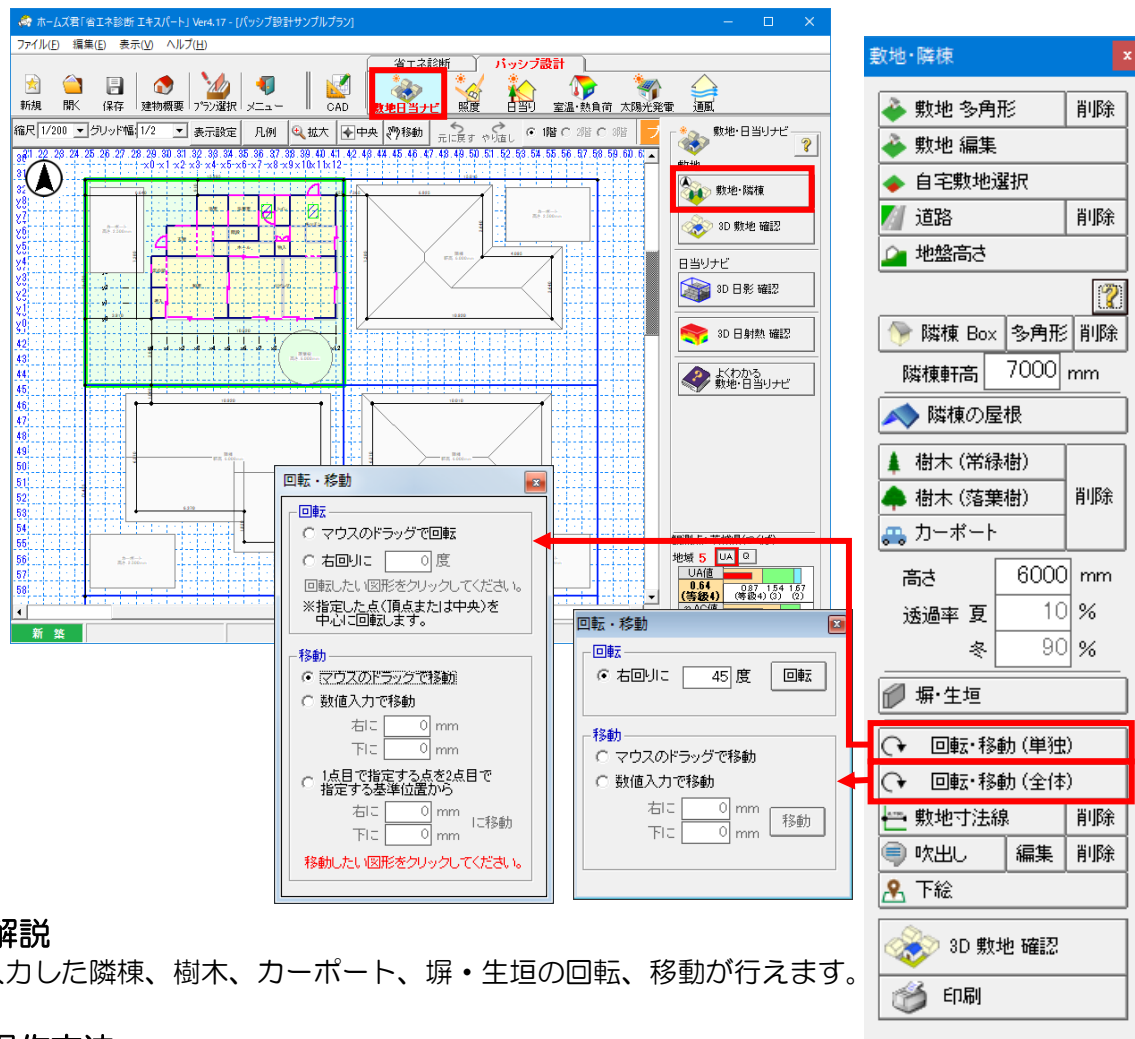 ホームズ君「省エネ診断 エキスパート」 Ver4.17 - [パッシブ設計サンプルプラン]
ファイル(F) 編集(E) 表示(V) ヘルプ(H)
省エネ診断 パッシブ設計
新規 開く 保存 建物概要 プラン選択 メニュー CAD 敷地日当ナビ 照度 日当り 室温・熱負荷 太陽光発電 通風
縮尺 1/200 グリッド幅: 1/2 表示設定 凡例 拡大 中央 移動 元に戻す やり直し 1階 2階 3階
敷地・日当りナビ
?
敷地・隣棟
3D 敷地 確認
日当りナビ
3D 日影 確認
3D 日射熱 確認
よくわかる
敷地・日当りナビ
地域 5 UA Q
UA値
0.64
(等級4)
0.87 1.54 1.67
(等級4) (3) (2)
新 築
回転・移動
回転
マウスのドラッグで回転
右回りに 0 度
回転したい図形をクリックしてください。
※指定した点(頂点または中央)を
中心に回転します。
移動
マウスのドラッグで移動
数値入力で移動
右に 0 mm
下に 0 mm
1点目で指定する点を2点目で
指定する基準位置から
右に 0 mm
下に 0 mm
に移動
移動したい図形をクリックしてください。
回転・移動
回転
右回りに 45 度 回転
移動
マウスのドラッグで移動
数値入力で移動
右に 0 mm
下に 0 mm
移動
敷地・隣棟
敷地 多角形 削除
敷地 編集
自宅敷地選択
道路 削除
地盤高さ
?
隣棟 Box 多角形 削除
隣棟軒高 7000 mm
隣棟の屋根
樹木 (常緑樹)
樹木 (落葉樹) 削除
カーポート
高さ 6000 mm
透過率 夏 10 %
冬 90 %
塀・生垣
回転・移動 (単独)
回転・移動 (全体)
敷地寸法線 削除
吹出し 編集 削除
下絵
3D 敷地 確認
印刷
解説
入力した隣棟、樹木、カーポート、塀・生垣の回転、移動が行えます。